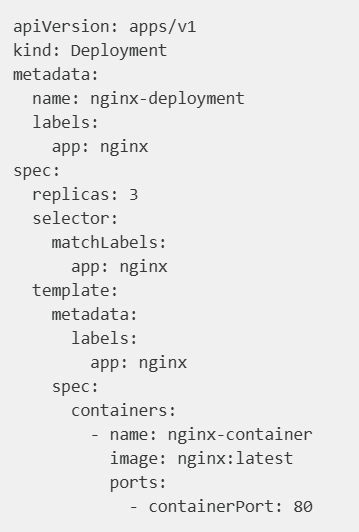 apiVersion: apps/v1
kind: Deployment
metadata:
  name: nginx-deployment
  labels:
    app: nginx
spec:
  replicas: 3
  selector:
    matchLabels:
      app: nginx
  template:
    metadata:
      labels:
        app: nginx
    spec:
      containers:
        - name: nginx-container
          image: nginx:latest
          ports:
            - containerPort: 80